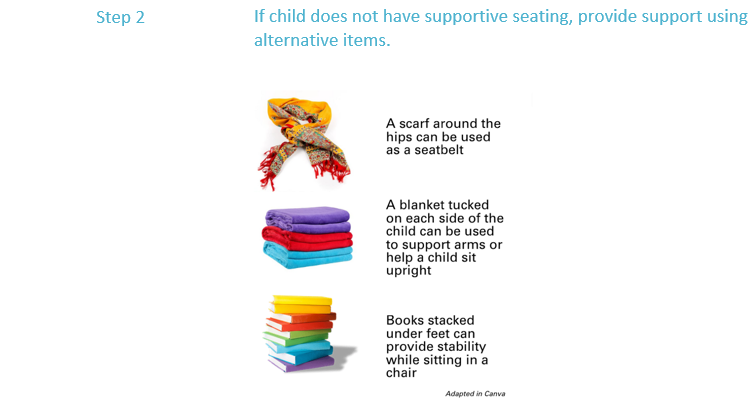 Step 2
If child does not have supportive seating, provide support using
alternative items.
A scarf around the
hips can be used
as a seatbelt
A blanket tucked
on each side of the
child can be used
to support arms or
help a child sit
upright
Books stacked
under feet can
provide stability
while sitting in a
chair
Adapted in Canva